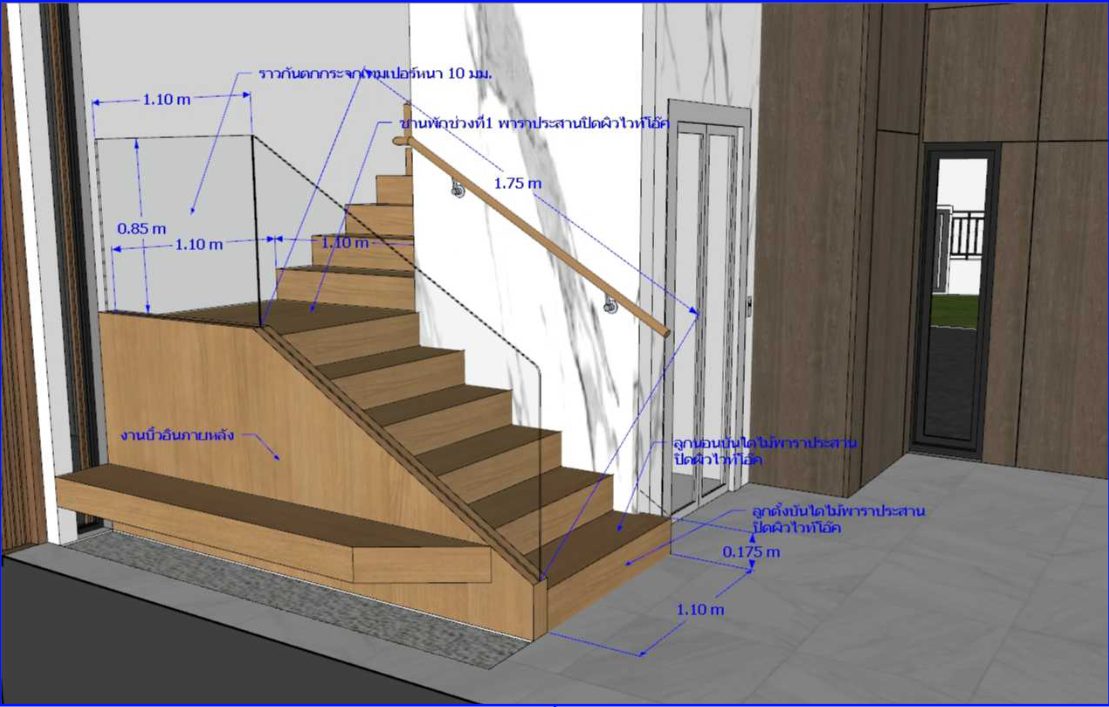 ราวกันตกกระจกเทมเปอร์หนา 10 มม.
1.10 m
ชานพักช่วงที่1 พาราประสานปิดผิวไวท์โอ๊ค
1.75 m
0.85 m
1.10 m
1.10 m
งานบิ้วอินภายหลัง
ลูกนอนบันไดไม้พาราประสาน
ปิดผิวไวท์โอ๊ค
ลูกตั้งบันไดไม้พาราประสาน
ปิดผิวไวท์โอ๊ค
0.175 m
1.10 m